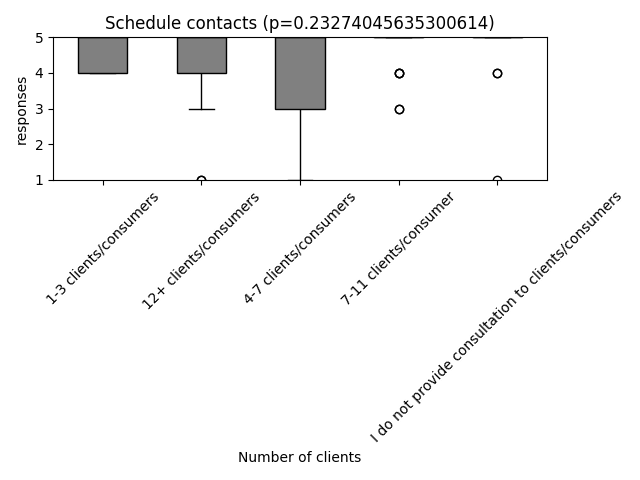 Schedule contacts (p=0.23274045635300614)
responses
5
4
3
2
1
1-3 clients/consumers
12+ clients/consumers
4-7 clients/consumers
7-11 clients/consumer
I do not provide consultation to clients/consumers
Number of clients